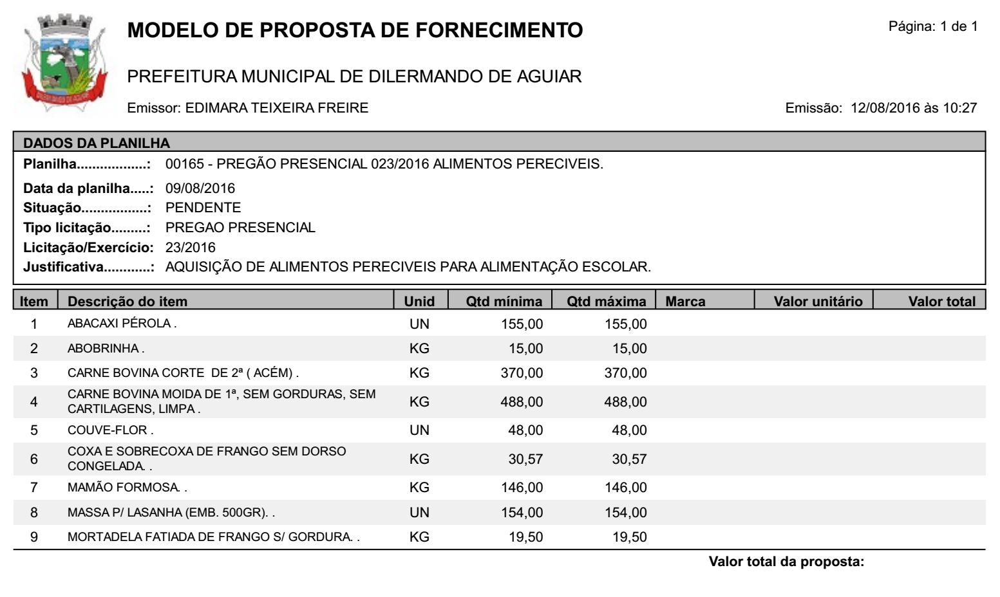 MODELO DE PROPOSTA DE FORNECIMENTO
Página: 1 de 1
PREFEITURA MUNICIPAL DE DILERMANDO DE AGUIAR
Emissor: EDIMARA TEIXEIRA FREIRE
Emissão: 12/08/2016 às 10:27
DADOS DA PLANILHA
Planilha..................: 00165 - PREGÃO PRESENCIAL 023/2016 ALIMENTOS PERECIVEIS.
Data da planilha.....: 09/08/2016
Situação.................: PENDENTE
Tipo licitação.........: PREGAO PRESENCIAL
Licitação/Exercício: 23/2016
Justificativa............: AQUISIÇÃO DE ALIMENTOS PERECIVEIS PARA ALIMENTAÇÃO ESCOLAR.
Item Descrição do item Unid Qtd mínima Qtd máxima Marca Valor unitário Valor total
1 ABACAXI PÉROLA . UN 155,00 155,00
2 ABOBRINHA . KG 15,00 15,00
3 CARNE BOVINA CORTE DE 2ª ( ACÉM) . KG 370,00 370,00
4 CARNE BOVINA MOIDA DE 1ª, SEM GORDURAS, SEM
CARTILAGENS, LIMPA . KG 488,00 488,00
5 COUVE-FLOR . UN 48,00 48,00
6 COXA E SOBRECOXA DE FRANGO SEM DORSO
CONGELADA. . KG 30,57 30,57
7 MAMÃO FORMOSA. . KG 146,00 146,00
8 MASSA P/ LASANHA (EMB. 500GR). . UN 154,00 154,00
9 MORTADELA FATIADA DE FRANGO S/ GORDURA. . KG 19,50 19,50
Valor total da proposta: